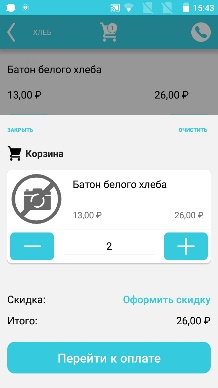 15:43
ХЛЕБ
1
Батон белого хлеба
13,00 ₽ 26,00 ₽
ЗАКРЫТЬ ОЧИСТИТЬ
Корзина
Батон белого хлеба
13,00 ₽ 26,00 ₽
2
Скидка: Оформить скидку
Итого: 26,00 ₽
Перейти к оплате